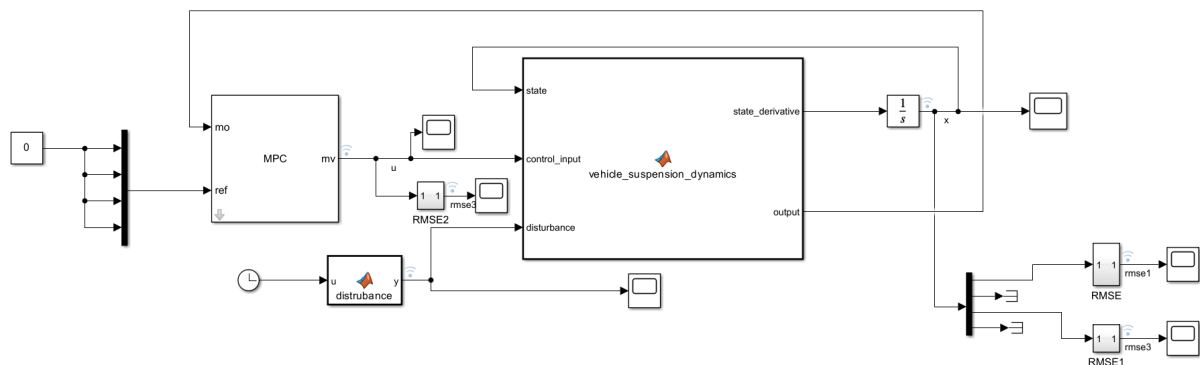 state
mo
state_derivative
1
s
x
0
MPC
mv
u
control_input
vehicle_suspension_dynamics
ref
1 1
rmse3
RMSE2
output
disturbance
u
y
distrubance
1 1
rmse1
RMSE
1 1
rmse3
RMSE1